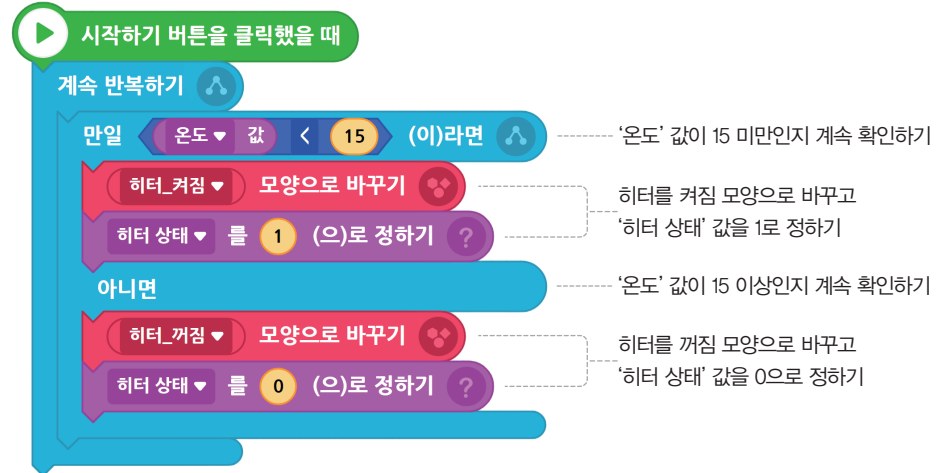 시작하기 버튼을 클릭했을 때
계속 반복하기
만일 온도 값 < 15 (이)라면
‘온도’ 값이 15 미만인지 계속 확인하기
히터_켜짐 모양으로 바꾸기
히터를 켜짐 모양으로 바꾸고
‘히터 상태’ 값을 1로 정하기
히터 상태 를 1 (으)로 정하기 ?
아니면
‘온도’ 값이 15 이상인지 계속 확인하기
히터_꺼짐 모양으로 바꾸기
히터를 꺼짐 모양으로 바꾸고
‘히터 상태’ 값을 0으로 정하기
히터 상태 를 0 (으)로 정하기 ?